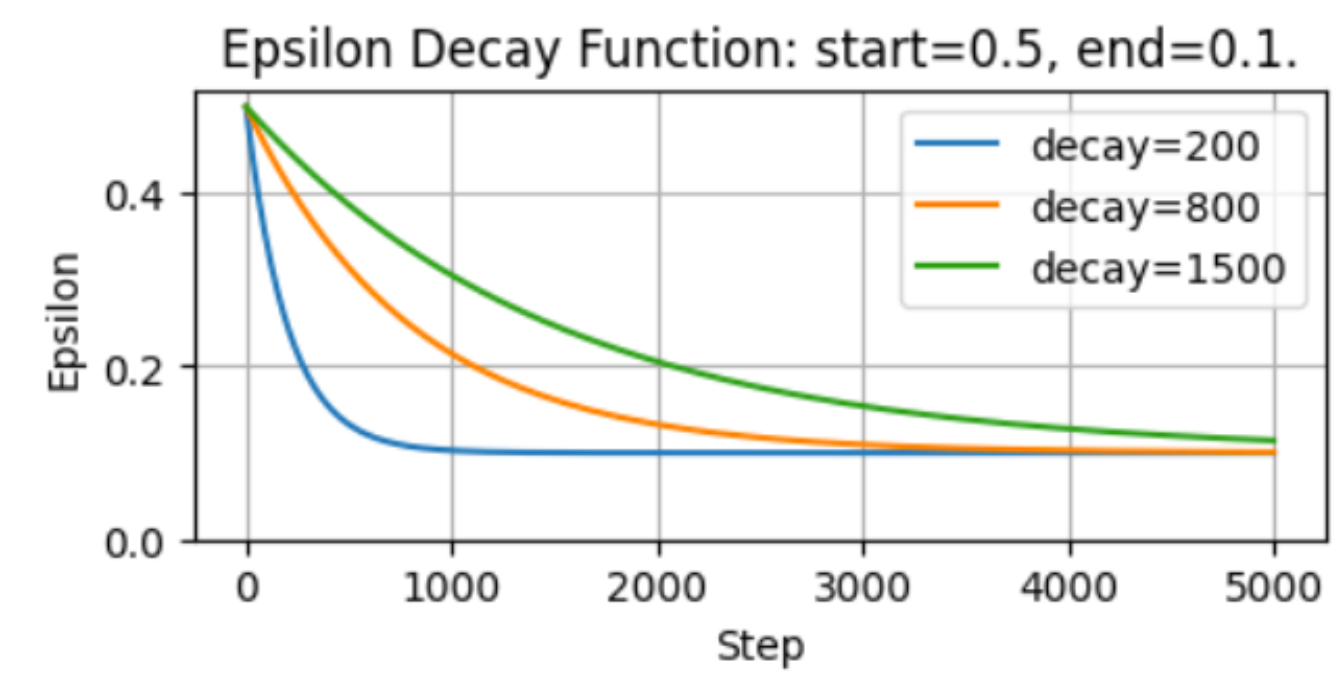 Epsilon Decay Function: start=0.5, end=0.1.
decay=200
decay=800
decay=1500
Epsilon
0.4
0.2
0.0
0 1000 2000 3000 4000 5000
Step